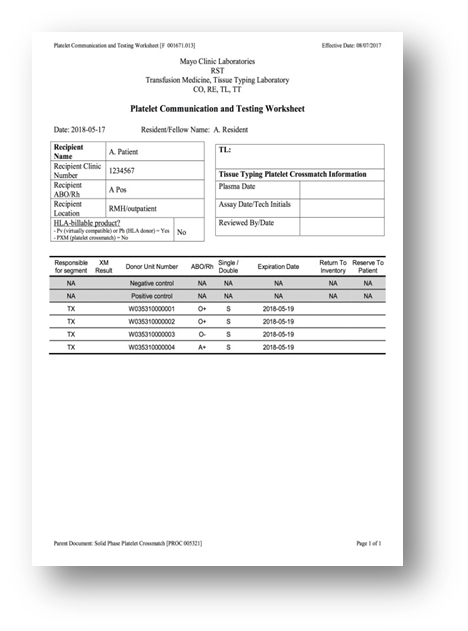 Platelet Communication and Testing Worksheet [F 001671.013] Effective Date: 08/07/2017
Mayo Clinic Laboratories
RST
Transfusion Medicine, Tissue Typing Laboratory
CO, RE, TL, TT
Platelet Communication and Testing Worksheet
Date: 2018-05-17 Resident/Fellow Name: A. Resident
Recipient Name A. Patient
Recipient Clinic Number 1234567
Recipient ABO/Rh A Pos
Recipient Location RMH/outpatient
HLA-billable product?
- Pv (virtually compatible) or Ph (HLA donor) = Yes
- PXM (platelet crossmatch) = No
No
TL:
Tissue Typing Platelet Crossmatch Information
Plasma Date
Assay Date/Tech Initials
Reviewed By/Date
Responsible for segment XM Result Donor Unit Number ABO/Rh Single / Double Expiration Date Return To Inventory Reserve To Patient
NA Negative control NA NA NA NA NA
NA Positive control NA NA NA NA NA
TX W035310000001 O+ S 2018-05-19
TX W035310000002 O+ S 2018-05-19
TX W035310000003 O- S 2018-05-19
TX W035310000004 A+ S 2018-05-19
Parent Document: Solid Phase Platelet Crossmatch [PROC 005321] Page 1 of 1